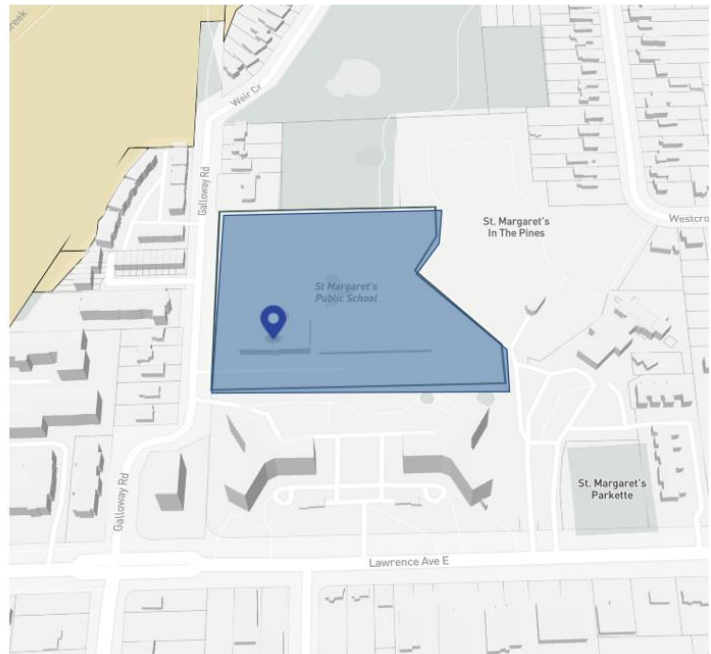 reek
Weir Cr
Galloway Rd
St. Margaret's
In The Pines
Westcro
St Margaret's
Public School
Galloway Rd
St. Margaret's
Parkette
Lawrence Ave E